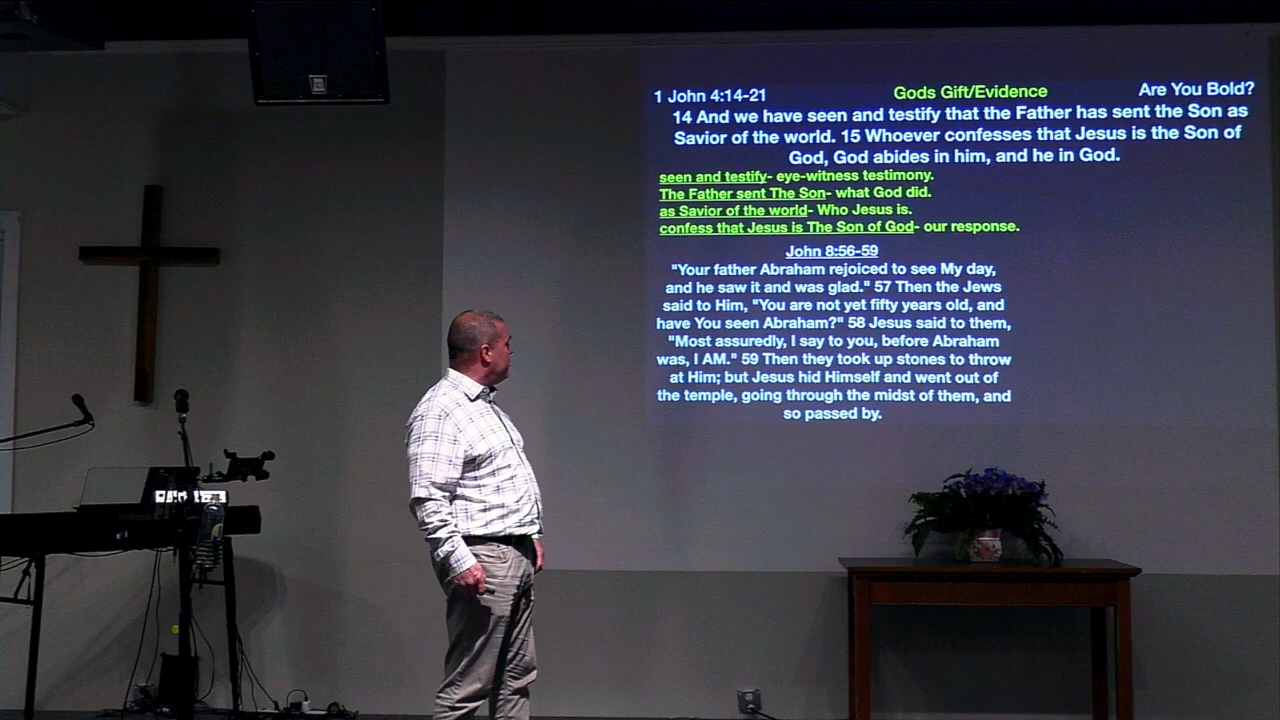 1 John 4:14-21 Gods Gift/Evidence Are You Bold?
14 And we have seen and testify that the Father has sent the Son as
Savior of the world. 15 Whoever confesses that Jesus is the Son of
God, God abides in him, and he in God.
seen and testify- eye-witness testimony.
The Father sent The Son- what God did.
as Savior of the world- Who Jesus is.
confess that Jesus is The Son of God- our response.
John 8:56-59
"Your father Abraham rejoiced to see My day,
and he saw it and was glad." 57 Then the Jews
said to Him, "You are not yet fifty years old, and
have You seen Abraham?" 58 Jesus said to them,
"Most assuredly, I say to you, before Abraham
was, I AM." 59 Then they took up stones to throw
at Him; but Jesus hid Himself and went out of
the temple, going through the midst of them, and
so passed by.